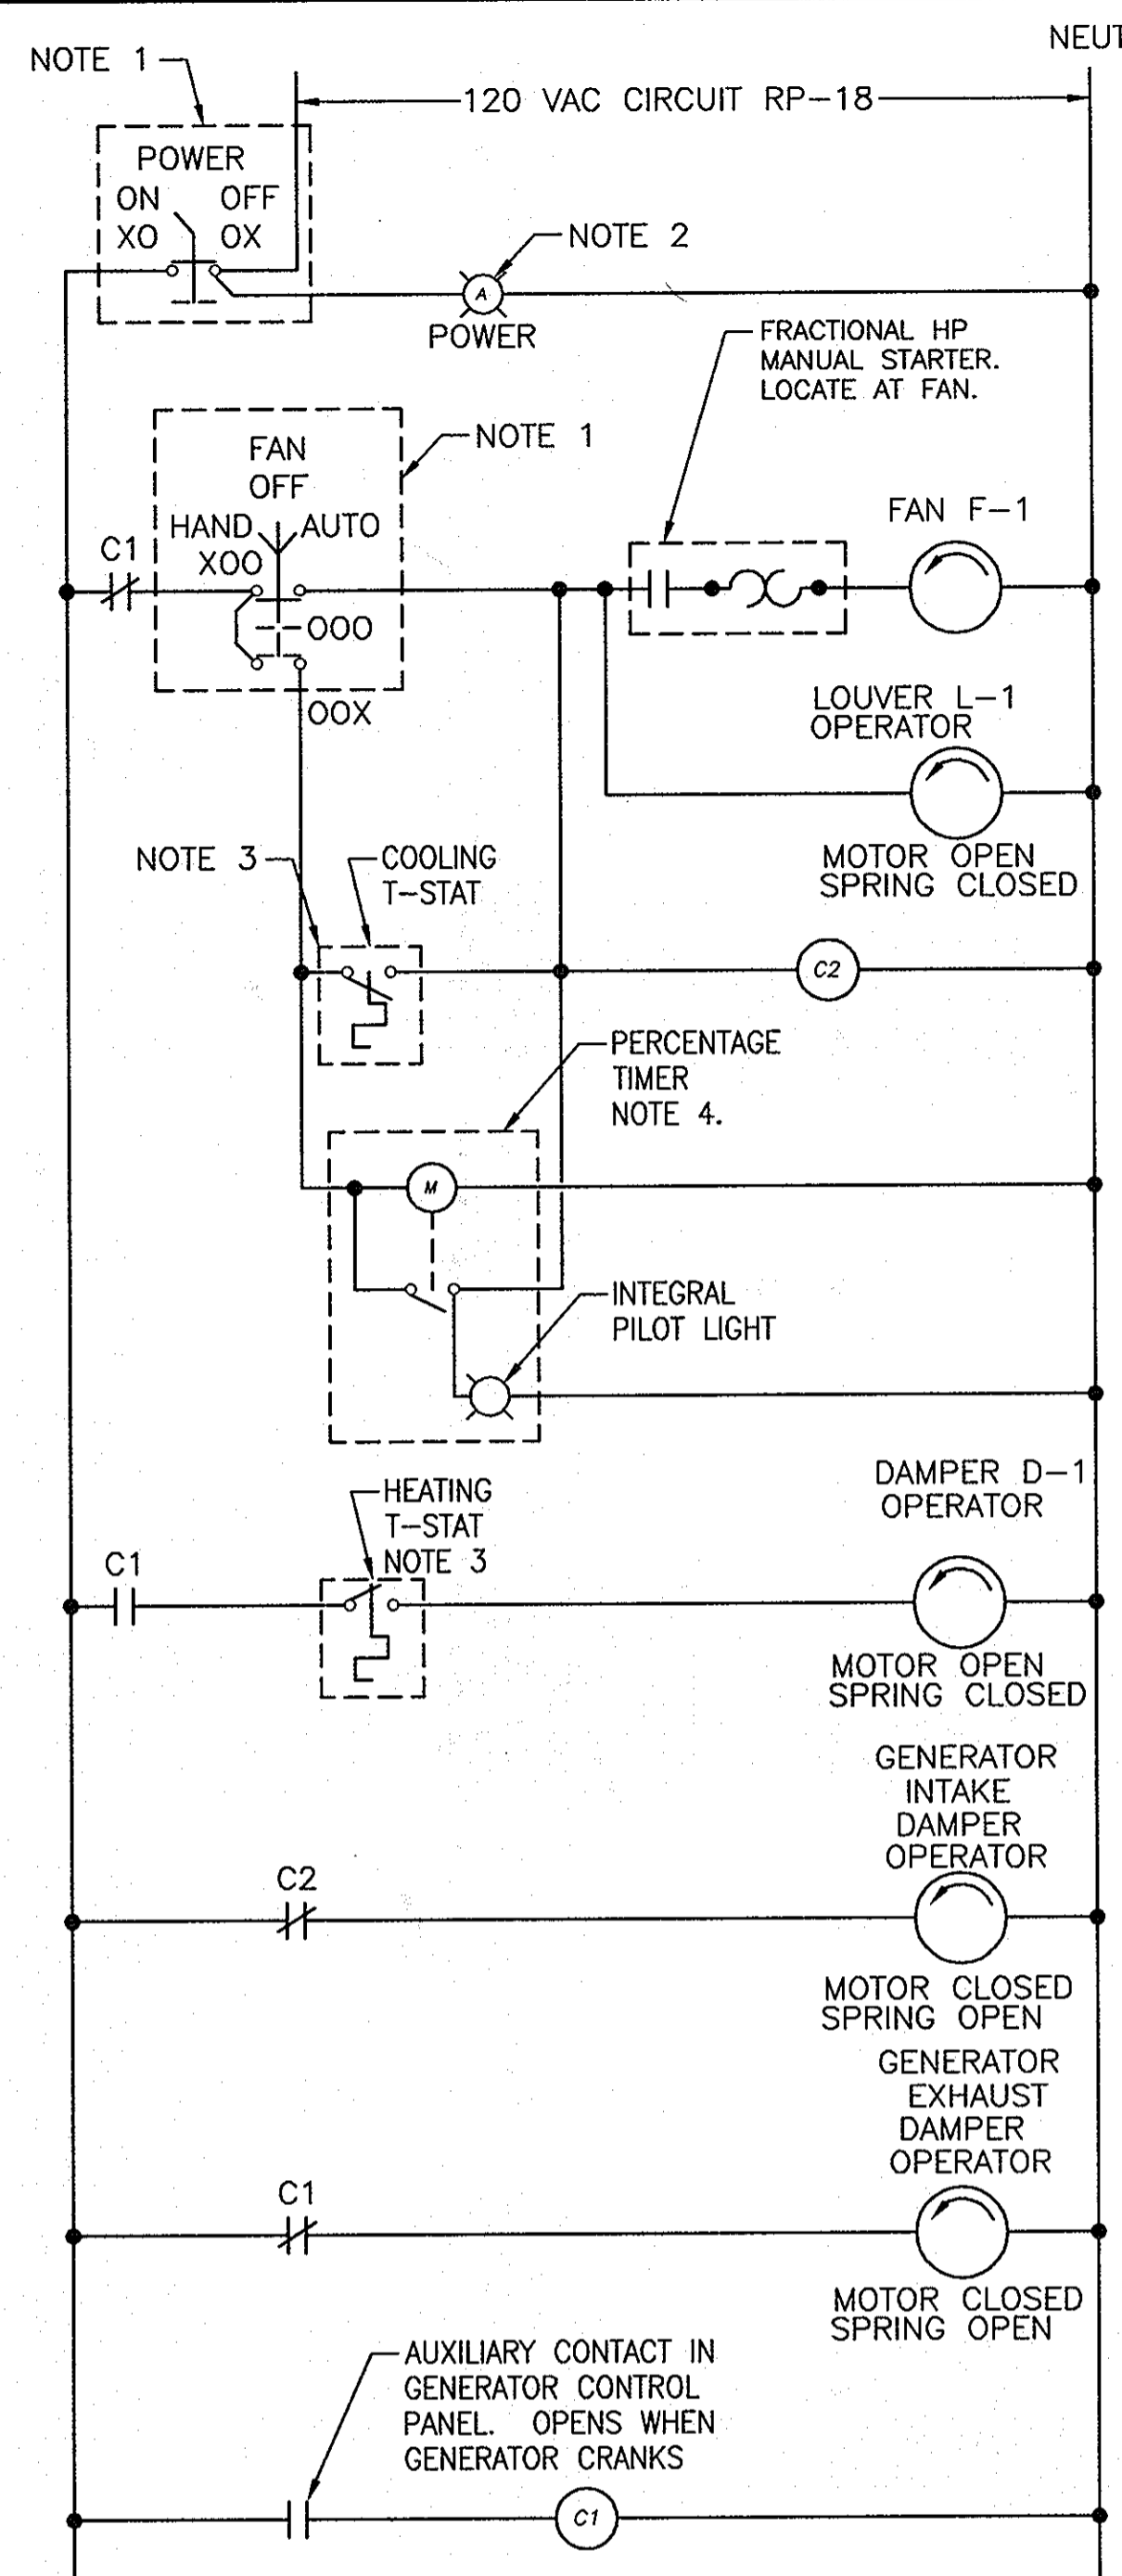 NEUT
NOTE 1
120 VAC CIRCUIT RP-18
POWER
ON OFF
XO OX
NOTE 2
A
POWER
FRACTIONAL HP
MANUAL STARTER.
LOCATE AT FAN.
NOTE 1
FAN
OFF
HAND AUTO
XOO
C1
FAN F-1
OOO
OOX
LOUVER L-1
OPERATOR
MOTOR OPEN
SPRING CLOSED
NOTE 3
COOLING
T-STAT
C2
PERCENTAGE
TIMER
NOTE 4.
M
INTEGRAL
PILOT LIGHT
DAMPER D-1
OPERATOR
HEATING
T-STAT
NOTE 3
C1
MOTOR OPEN
SPRING CLOSED
GENERATOR
INTAKE
DAMPER
OPERATOR
C2
MOTOR CLOSED
SPRING OPEN
GENERATOR
EXHAUST
DAMPER
OPERATOR
C1
MOTOR CLOSED
SPRING OPEN
AUXILIARY CONTACT IN
GENERATOR CONTROL
PANEL. OPENS WHEN
GENERATOR CRANKS
C1